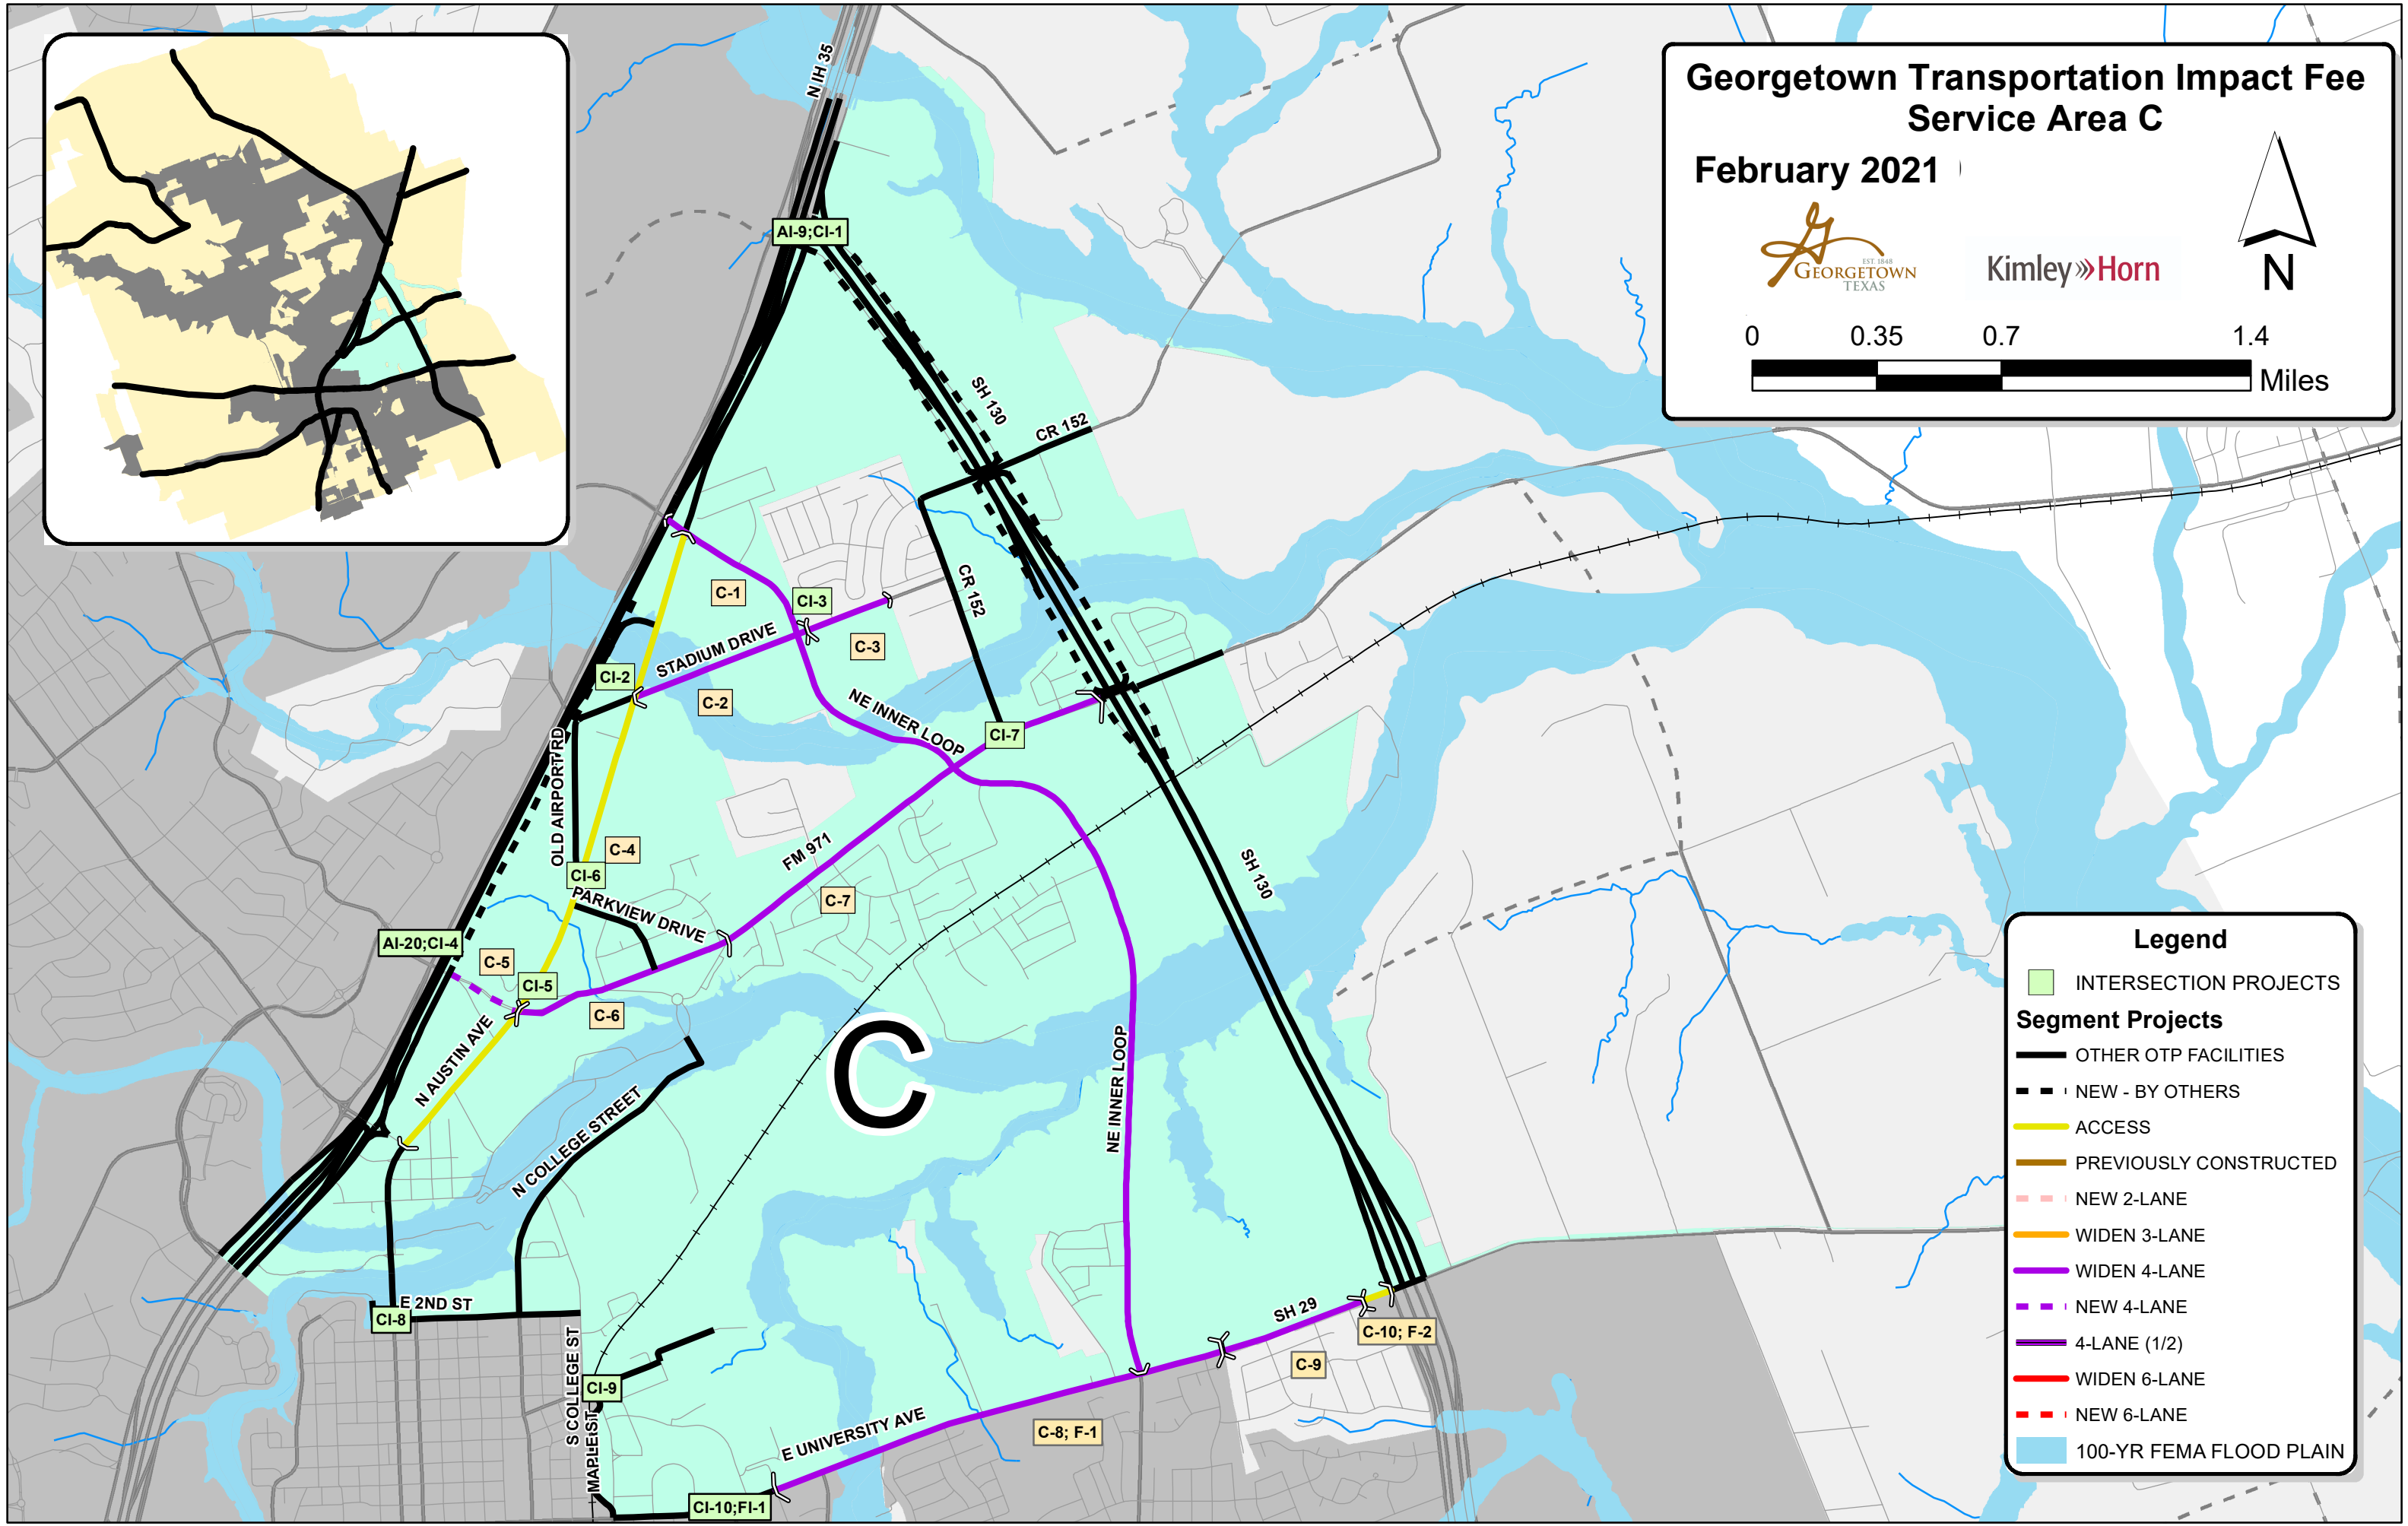 Georgetown Transportation Impact Fee
Service Area C
February 2021
EST. 1848
GEORGETOWN
TEXAS
Kimley»Horn
N
0 0.35 0.7 1.4
Miles
N IH 35
AI-9;CI-1
SH 130
CR 152
C-1
CI-3
CR 152
STADIUM DRIVE
C-3
CI-2
C-2
NE INNER LOOP
CI-7
OLD AIRPORT RD
C-4
FM 971
CI-6
SH 130
PARKVIEW DRIVE
C-7
AI-20;CI-4
C-5
CI-5
C-6
N AUSTIN AVE
C
NE INNER LOOP
N COLLEGE STREET
E 2ND ST
CI-8
SH 29
C-10; F-2
C-9
S COLLEGE ST
CI-9
MAPLE ST
E UNIVERSITY AVE
C-8; F-1
CI-10;FI-1
Legend
INTERSECTION PROJECTS
Segment Projects
OTHER OTP FACILITIES
NEW - BY OTHERS
ACCESS
PREVIOUSLY CONSTRUCTED
NEW 2-LANE
WIDEN 3-LANE
WIDEN 4-LANE
NEW 4-LANE
4-LANE (1/2)
WIDEN 6-LANE
NEW 6-LANE
100-YR FEMA FLOOD PLAIN